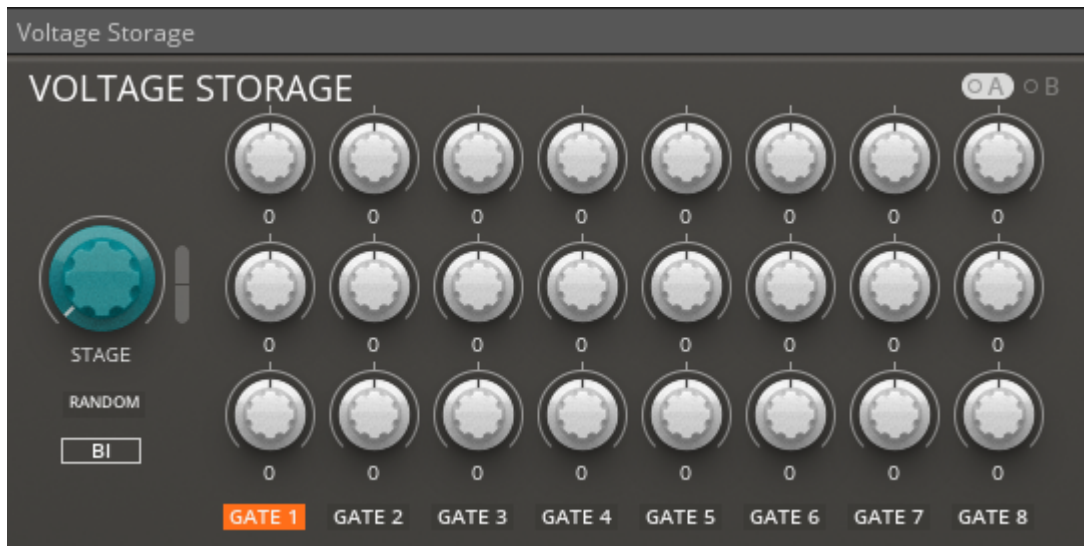 Voltage Storage
VOLTAGE STORAGE
A B
0 0 0 0 0 0 0 0
0 0 0 0 0 0 0 0
STAGE
RANDOM
BI
0 0 0 0 0 0 0 0
GATE 1 GATE 2 GATE 3 GATE 4 GATE 5 GATE 6 GATE 7 GATE 8